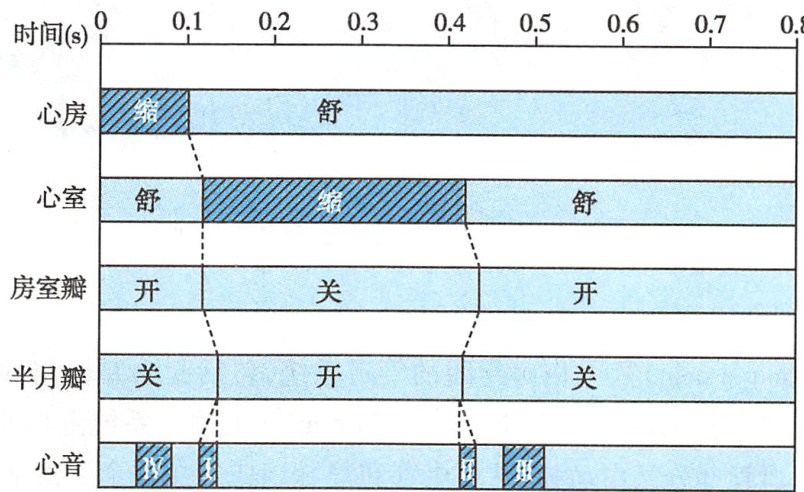 时间(s) 0 0.1 0.2 0.3 0.4 0.5 0.6 0.7 0.8
心房 缩 舒
心室 舒 缩 舒
房室瓣 开 关 开
半月瓣 关 开 关
心音 Ⅳ Ⅰ Ⅱ Ⅲ